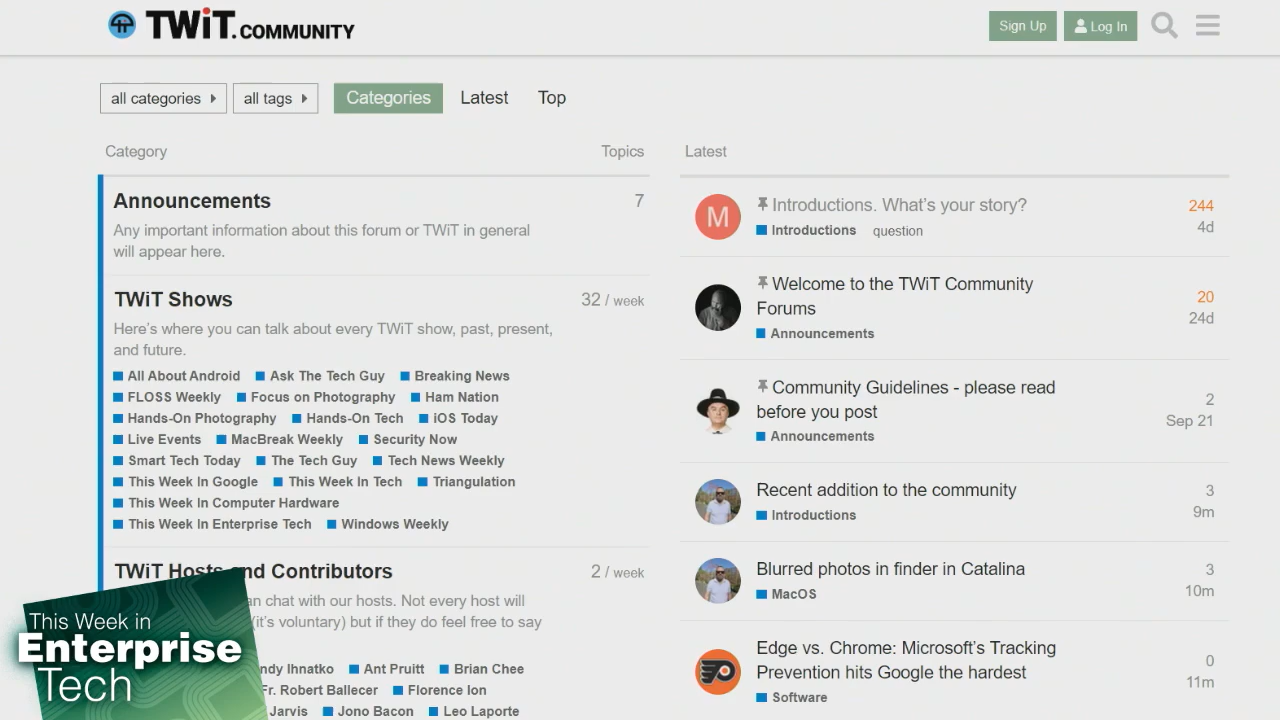 TWiT.COMMUNITY
Sign Up
Log In
all categories
all tags
Categories
Latest
Top
Category
Topics
Announcements
7
Any important information about this forum or TWiT in general
will appear here.
TWiT Shows
32 / week
Here's where you can talk about every TWiT show, past, present,
and future.
All About Android Ask The Tech Guy Breaking News
FLOSS Weekly Focus on Photography Ham Nation
Hands-On Photography Hands-On Tech iOS Today
Live Events MacBreak Weekly Security Now
Smart Tech Today The Tech Guy Tech News Weekly
This Week In Google This Week In Tech Triangulation
This Week In Computer Hardware
This Week In Enterprise Tech Windows Weekly
TWiT Hosts and Contributors
2 / week
an chat with our hosts. Not every host will
(it's voluntary) but if they do feel free to say
ndy Ihnatko Ant Pruitt Brian Chee
Fr. Robert Ballecer Florence Ion
Jarvis Jono Bacon Leo Laporte
Latest
M
Introductions. What's your story?
Introductions question
244
4d
Welcome to the TWiT Community
Forums
Announcements
20
24d
Community Guidelines - please read
before you post
Announcements
2
Sep 21
Recent addition to the community
Introductions
3
9m
Blurred photos in finder in Catalina
MacOS
3
10m
Edge vs. Chrome: Microsoft's Tracking
Prevention hits Google the hardest
Software
0
11m
This Week in
Enterprise
Tech